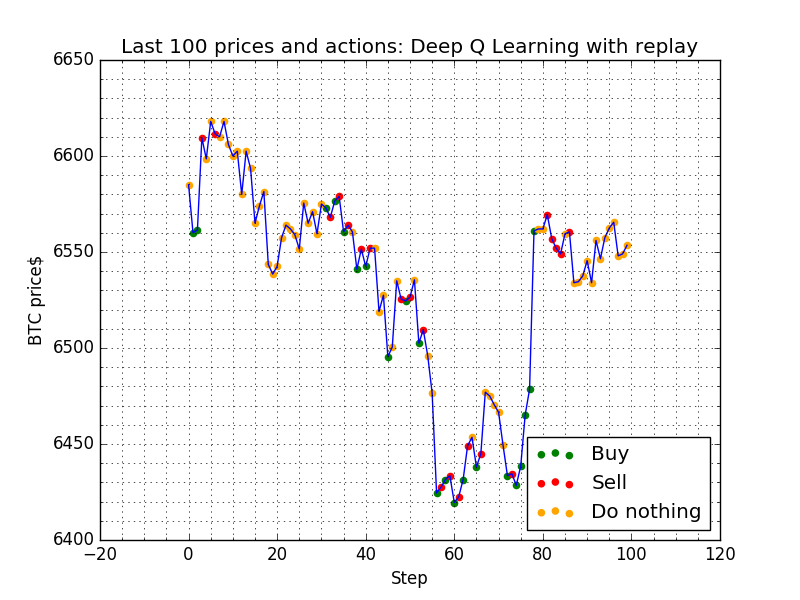 Last 100 prices and actions: Deep Q Learning with replay
6650
6600
6550
6500
6450
6400
BTC price$
−20
0
20
40
60
80
100
120
Step
Buy
Sell
Do nothing